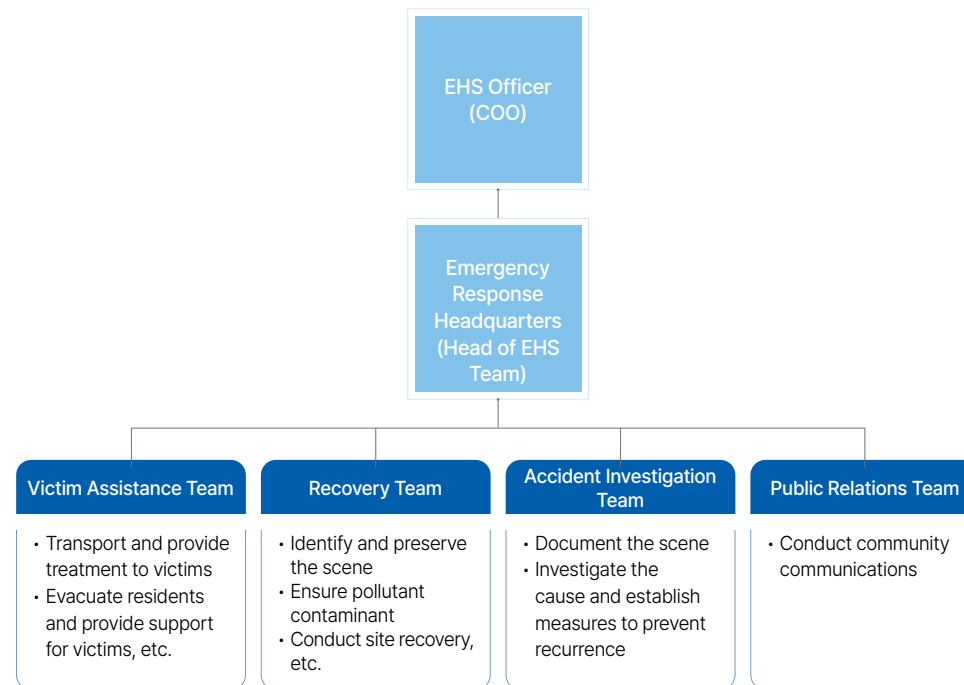 EHS Officer
(COO)
Emergency
Response
Headquarters
(Head of EHS
Team)
Victim Assistance Team
• Transport and provide
treatment to victims
• Evacuate residents
and provide support
for victims, etc.
Recovery Team
• Identify and preserve
the scene
• Ensure pollutant
contaminant
• Conduct site recovery,
etc.
Accident Investigation
Team
• Document the scene
• Investigate the
cause and establish
measures to prevent
recurrence
Public Relations Team
• Conduct community
communications